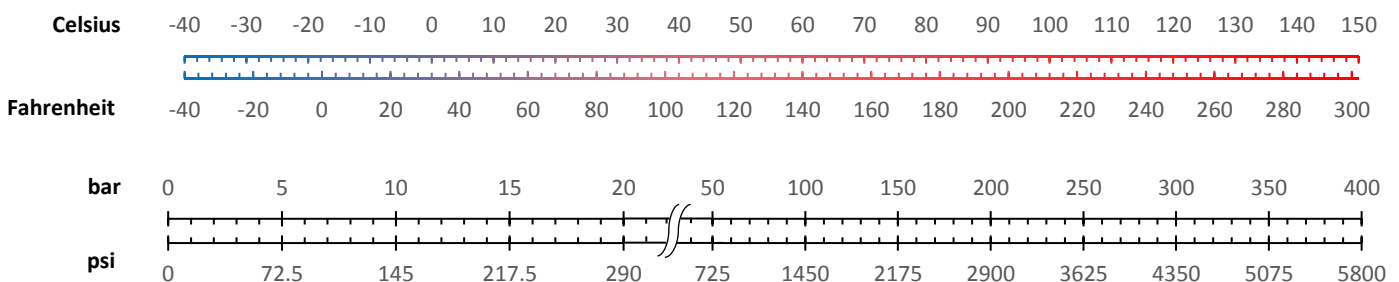 Celsius -40 -30 -20 -10 0 10 20 30 40 50 60 70 80 90 100 110 120 130 140 150
Fahrenheit -40 -20 0 20 40 60 80 100 120 140 160 180 200 220 240 260 280 300
bar 0 5 10 15 20 50 100 150 200 250 300 350 400
psi 0 72.5 145 217.5 290 725 1450 2175 2900 3625 4350 5075 5800